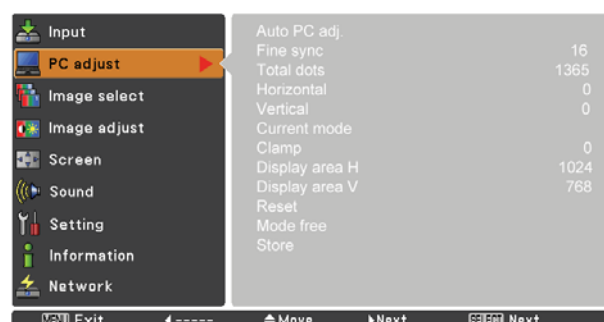 Input
PC adjust
Image select
Image adjust
Screen
Sound
Setting
Information
Network
Auto PC adj.
Fine sync 16
Total dots 1365
Horizontal 0
Vertical 0
Current mode
Clamp 0
Display area H 1024
Display area V 768
Reset
Mode free
Store
MENU Exit ◀ ----- ▲▼Move ▶Next SELECT Next